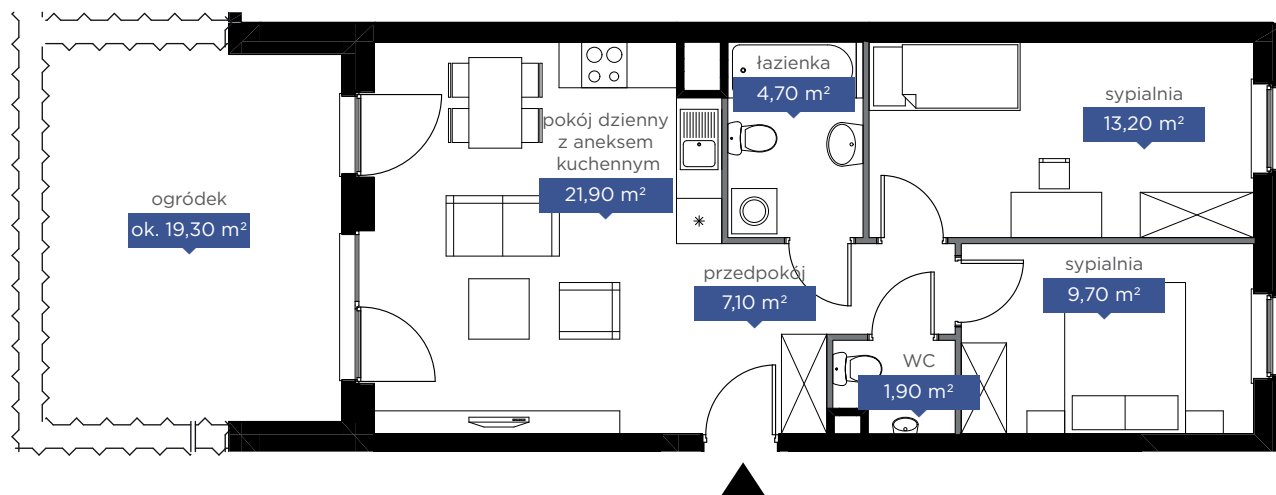 ogródek
ok. 19,30 m²
pokój dzienny
z aneksem
kuchennym
21,90 m²
łazienka
4,70 m²
sypialnia
13,20 m²
przedpokój
7,10 m²
sypialnia
9,70 m²
WC
1,90 m²